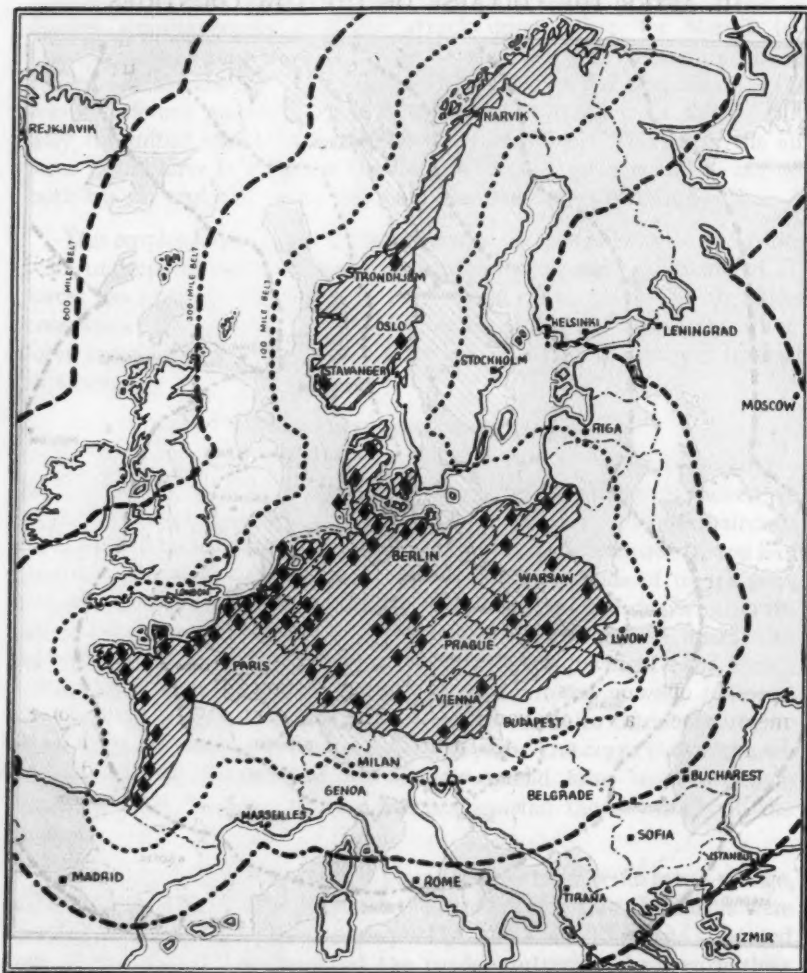 NARVIK
REJKJAVIK
600 MILE BELT
300-MILE BELT
100 MILE BELT
TRONDHJEM
OSLO
STAVANGER
STOCKHOLM
HELSINKI
LENINGRAD
MOSCOW
RIGA
BERLIN
WARSAW
LONDON
LWOW
PRAGUE
PARIS
VIENNA
BUDAPEST
MILAN
BUCHAREST
GENOA
BELGRADE
MARSEILLES
SOFIA
ISTANBUL
MADRID
ROME
TIRANA
IZMIR